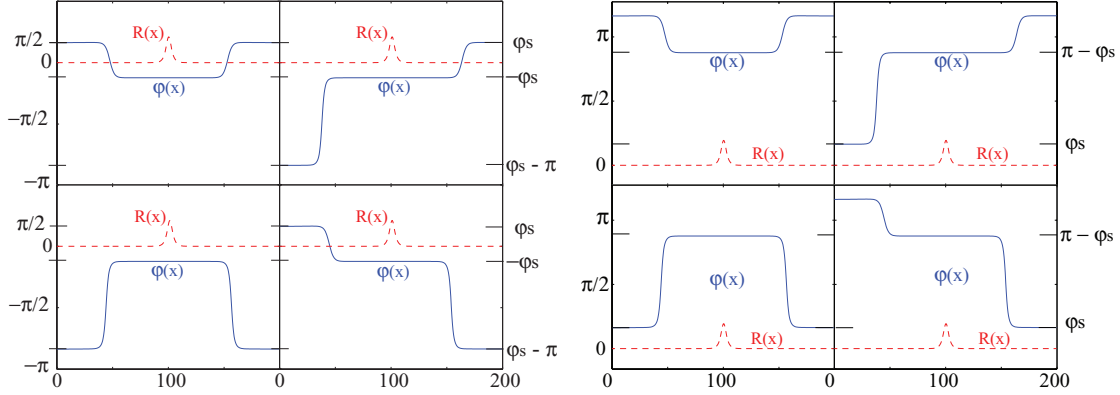 π/2
0
−π/2
−π
R(x)
φ(x)
R(x)
φ(x)
φs
−φs
φs - π
π/2
0
−π/2
−π
R(x)
φ(x)
R(x)
φ(x)
φs
−φs
φs - π
0
100
0
100
200
π
π/2
0
φ(x)
R(x)
φ(x)
R(x)
π − φs
φs
π
π/2
0
φ(x)
R(x)
φ(x)
R(x)
π − φs
φs
0
100
0
100
200